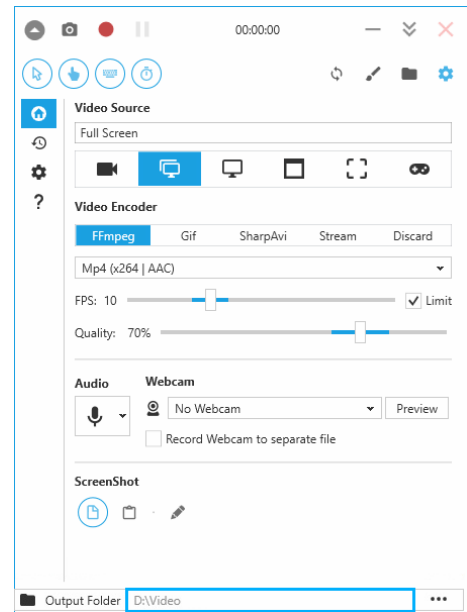 00:00:00
Video Source
Full Screen
Video Encoder
FFmpeg Gif SharpAvi Stream Discard
Mp4 (x264 | AAC)
FPS: 10 Limit
Quality: 70%
Audio Webcam
No Webcam Preview
Record Webcam to separate file
ScreenShot
Output Folder D:\Video